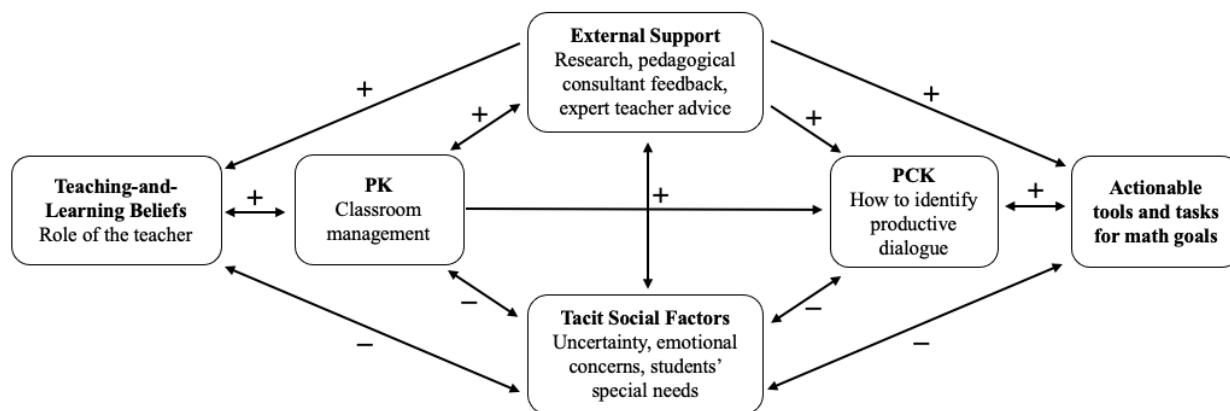 External Support
Research, pedagogical
consultant feedback,
expert teacher advice
+
+
+
+
Teaching-and-
Learning Beliefs
Role of the teacher
+
PK
Classroom
management
+
PCK
How to identify
productive
dialogue
+
Actionable
tools and tasks
for math goals
–
–
–
–
Tacit Social Factors
Uncertainty, emotional
concerns, students’
special needs